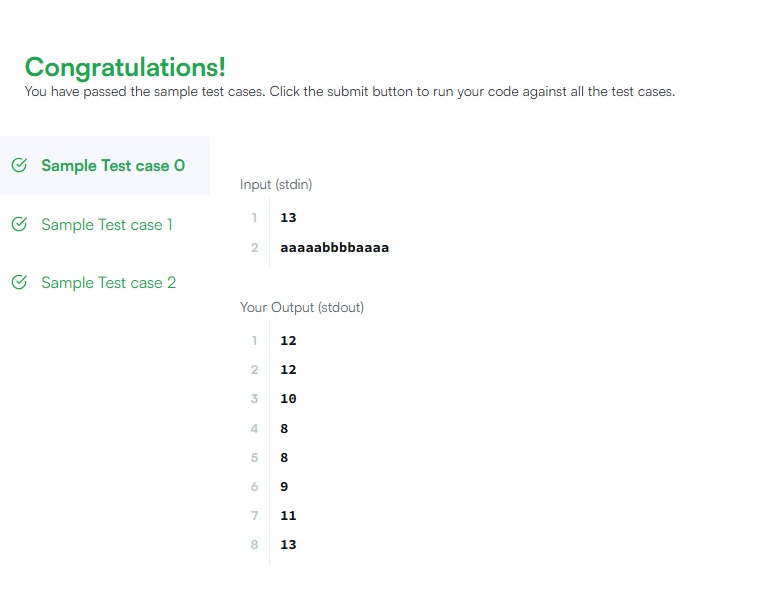 Congratulations!
You have passed the sample test cases. Click the submit button to run your code against all the test cases.
Sample Test case 0
Sample Test case 1
Sample Test case 2
Input (stdin)
1 13
2 aaaaabbbbaaaa
Your Output (stdout)
1 12
2 12
3 10
4 8
5 8
6 9
7 11
8 13